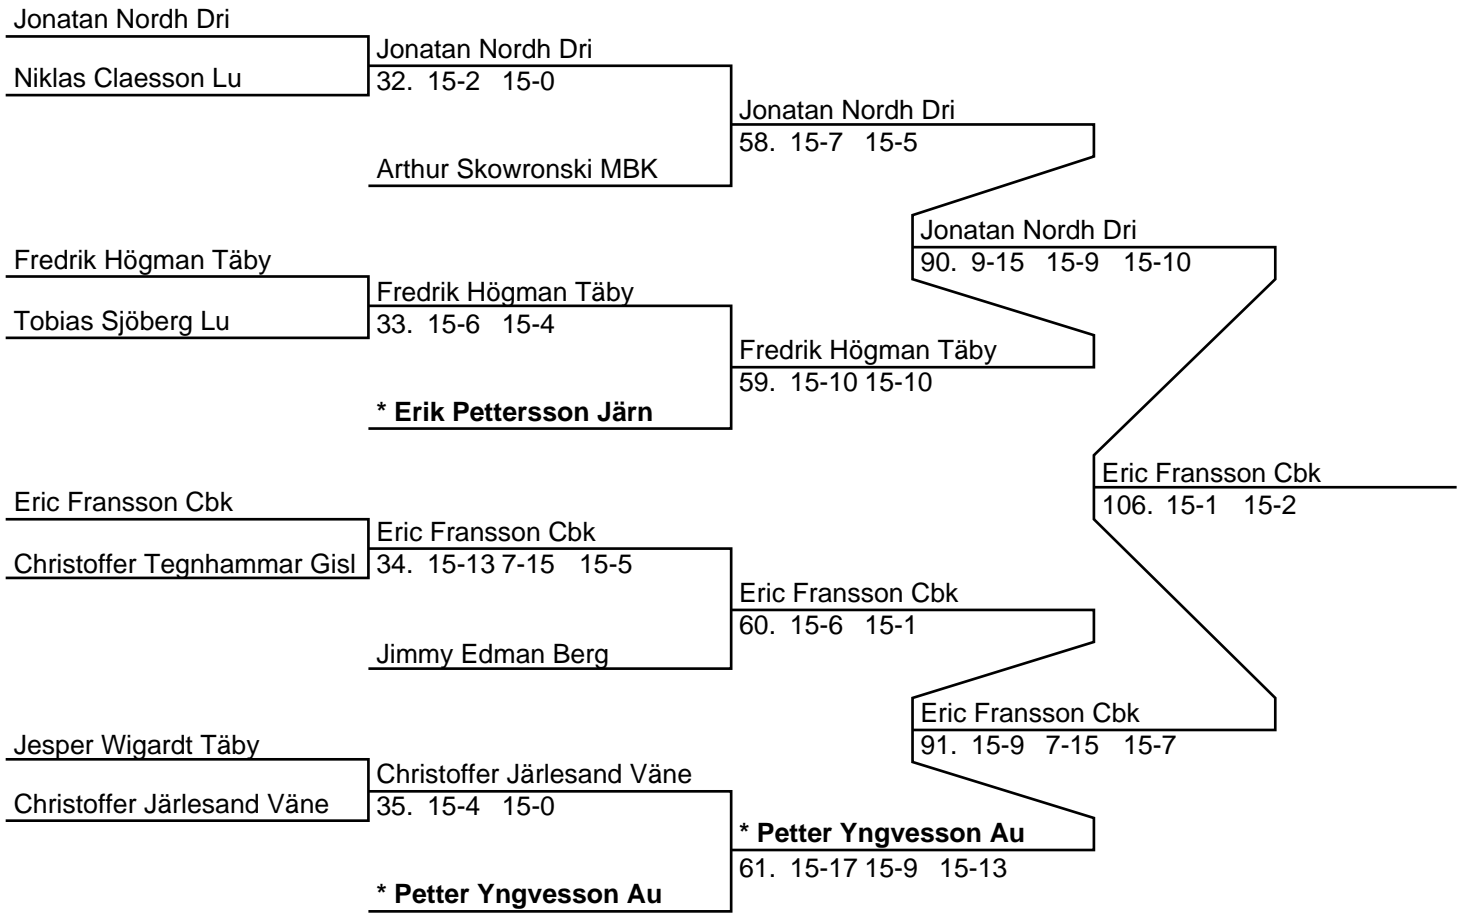 Jonatan Nordh Dri
Jonatan Nordh Dri
Niklas Claesson Lu
32. 15-2 15-0
Jonatan Nordh Dri
58. 15-7 15-5
Arthur Skowronski MBK
Jonatan Nordh Dri
Fredrik Högman Täby
90. 9-15 15-9 15-10
Fredrik Högman Täby
Tobias Sjöberg Lu
33. 15-6 15-4
Fredrik Högman Täby
59. 15-10 15-10
* Erik Pettersson Järn
Eric Fransson Cbk
Eric Fransson Cbk
106. 15-1 15-2
Eric Fransson Cbk
Christoffer Tegnhammar Gisl
34. 15-13 7-15 15-5
Eric Fransson Cbk
60. 15-6 15-1
Jimmy Edman Berg
Eric Fransson Cbk
Jesper Wigardt Täby
91. 15-9 7-15 15-7
Christoffer Järlesand Väne
Christoffer Järlesand Väne
35. 15-4 15-0
* Petter Yngvesson Au
61. 15-17 15-9 15-13
* Petter Yngvesson Au